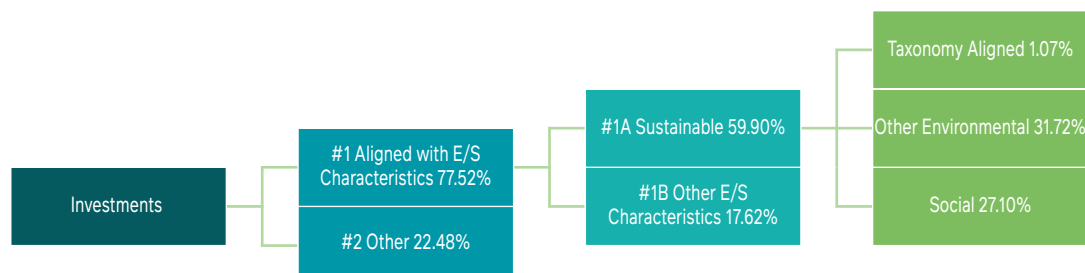 Investments
#1 Aligned with E/S
Characteristics 77.52%
#2 Other 22.48%
#1A Sustainable 59.90%
#1B Other E/S
Characteristics 17.62%
Taxonomy Aligned 1.07%
Other Environmental 31.72%
Social 27.10%